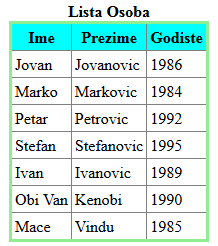 Lista Osoba
Ime Prezime Godiste
Jovan Jovanovic 1986
Marko Markovic 1984
Petar Petrovic 1992
Stefan Stefanovic 1995
Ivan Ivanovic 1989
Obi Van Kenobi 1990
Mace Vindu 1985